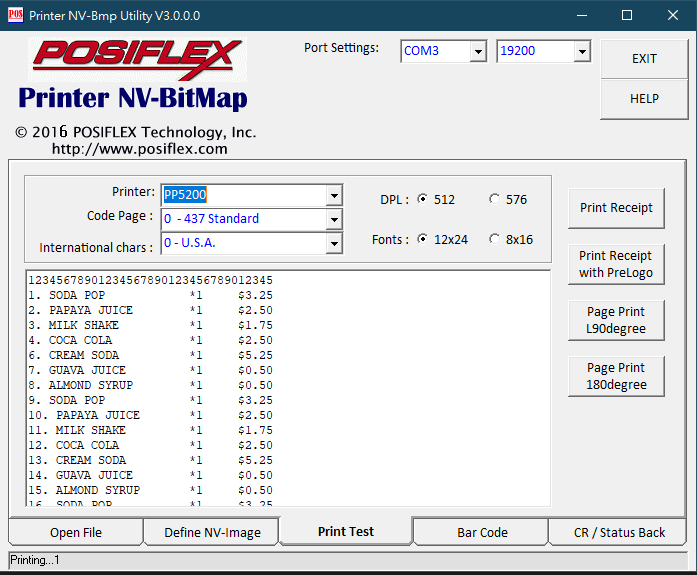 Printer NV-Bmp Utility V3.0.0.0
POSIFLEX
Printer NV-BitMap
© 2016 POSIFLEX Technology, Inc.
http://www.posiflex.com
Port Settings: COM3 19200
EXIT
HELP
Printer: PP5200
Code Page : 0 - 437 Standard
International chars : 0 - U.S.A.
DPL : 512 576
Fonts : 12x24 8x16
Print Receipt
Print Receipt
with PreLogo
Page Print
L90degree
Page Print
180degree
12345678901234567890123456789012345
1. SODA POP *1 $3.25
2. PAPAYA JUICE *1 $2.50
3. MILK SHAKE *1 $1.75
4. COCA COLA *1 $2.50
6. CREAM SODA *1 $5.25
7. GUAVA JUICE *1 $0.50
8. ALMOND SYRUP *1 $0.50
9. SODA POP *1 $3.25
10. PAPAYA JUICE *1 $2.50
11. MILK SHAKE *1 $1.75
12. COCA COLA *1 $2.50
13. CREAM SODA *1 $5.25
14. GUAVA JUICE *1 $0.50
15. ALMOND SYRUP *1 $0.50
16. SODA POP *1 $3.25
Open File Define NV-Image Print Test Bar Code CR / Status Back
Printing...1